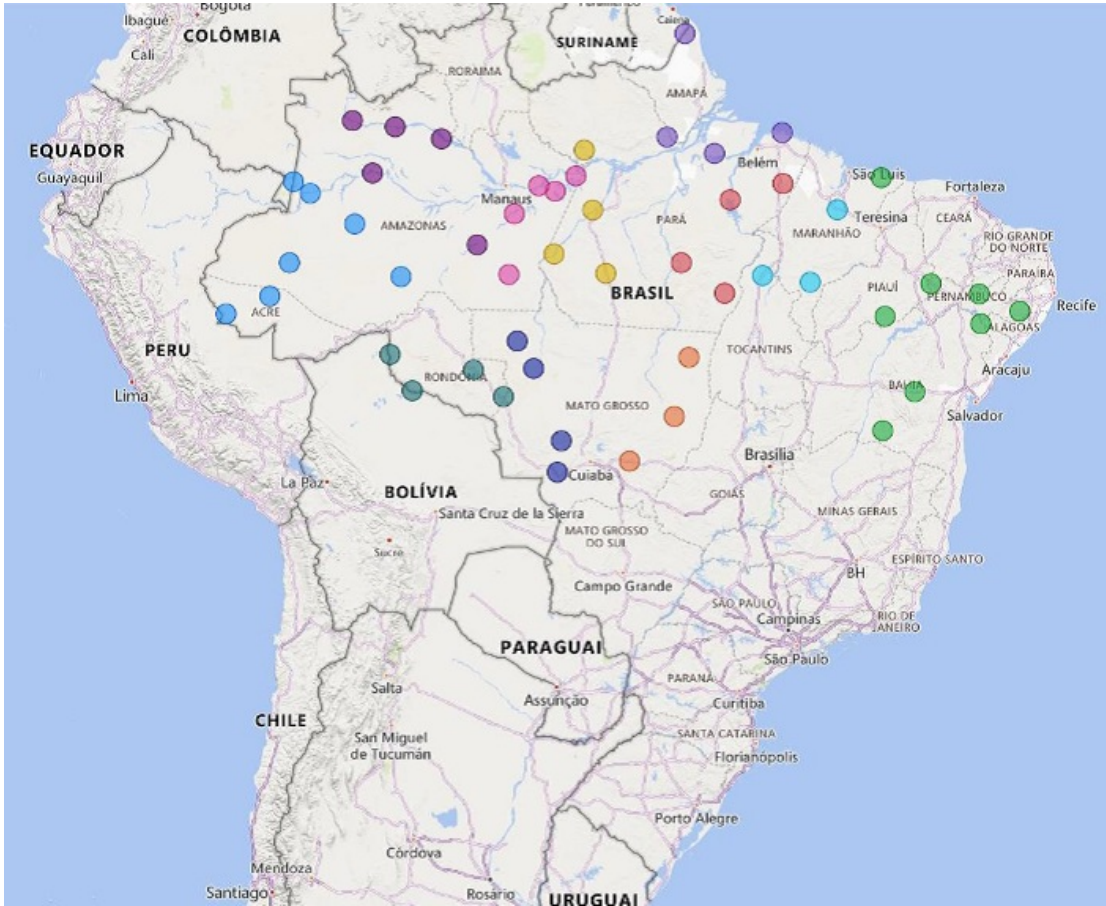 Bogotá
Ibagué
COLÔMBIA
Cali
Caiena
SURINAME
RORAIMA
AMAPÁ
EQUADOR
Guayaquil
Belém
São Luís
Fortaleza
Manaus
AMAZONAS
PARÁ
Teresina
CEARÁ
MARANHÃO
RIO GRANDE
DO NORTE
PARAÍBA
PIAUÍ
PERNAMBUCO
BRASIL
Recife
ACRE
ALAGOAS
PERU
TOCANTINS
Aracaju
RONDÔNIA
BAHIA
Lima
MATO GROSSO
Salvador
Brasília
Cuiabá
La Paz
BOLÍVIA
GOIÁS
Santa Cruz de la Sierra
MINAS GERAIS
MATO GROSSO
DO SUL
Sucre
ESPÍRITO SANTO
BH
Campo Grande
SÃO PAULO
Campinas
RIO DE
JANEIRO
PARAGUAI
São Paulo
PARANÁ
Salta
Assunção
Curitiba
CHILE
San Miguel
de Tucumán
SANTA CATARINA
Florianópolis
Porto Alegre
Córdova
Mendoza
Santiago
Rosário
URUGUAI